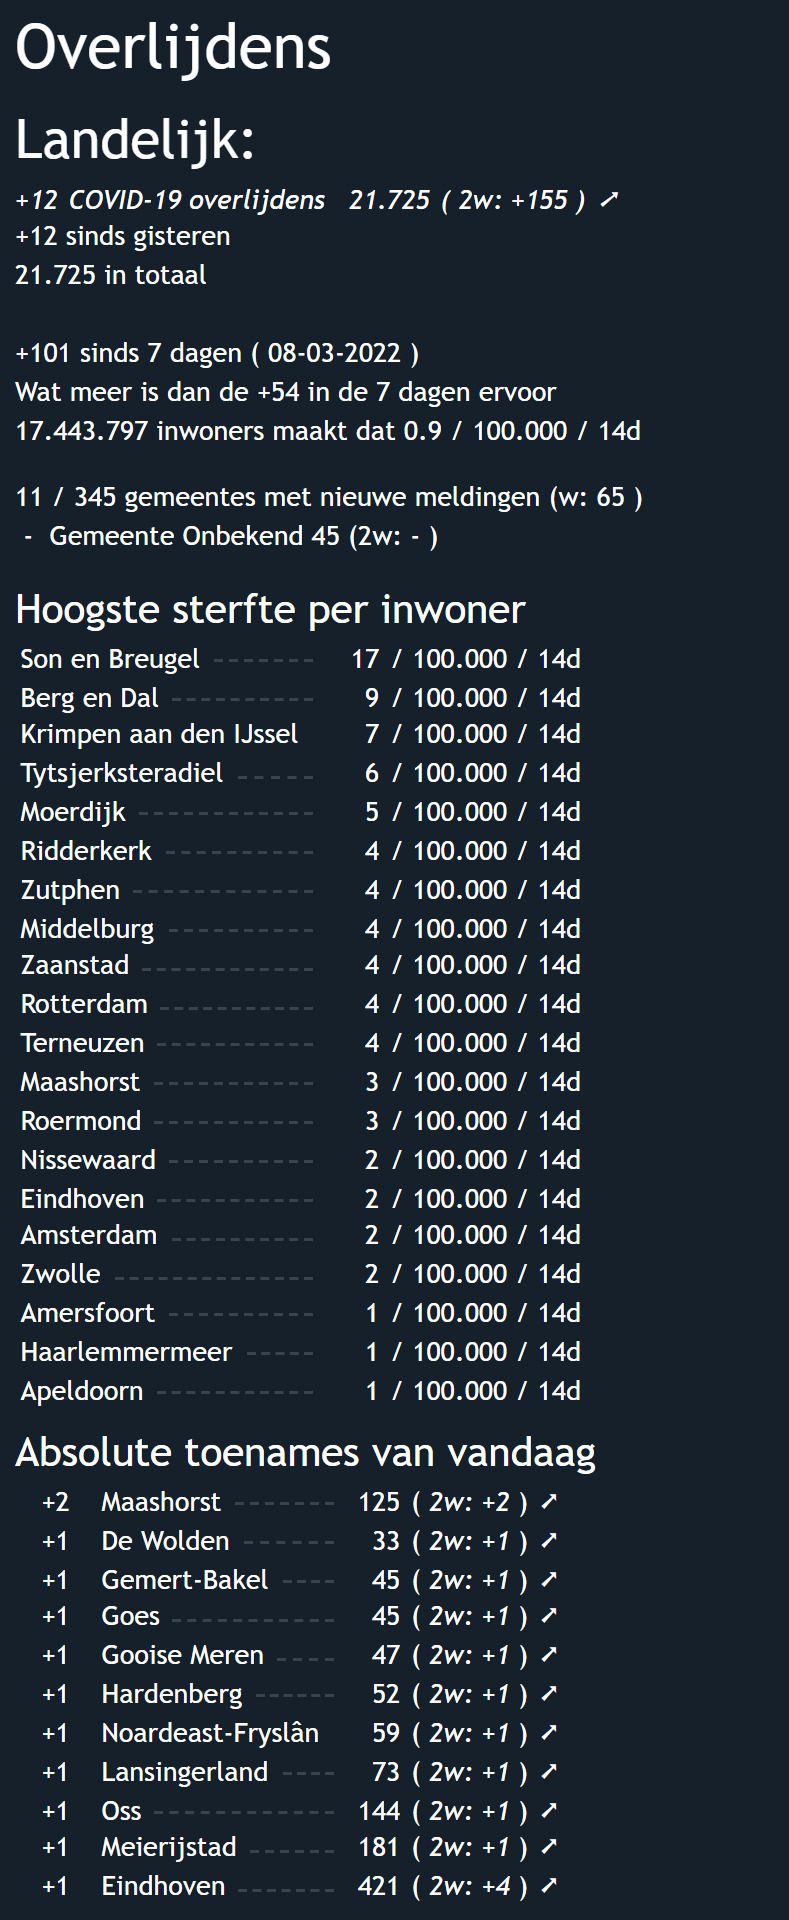 Overlijdens
Landelijk:
+12 COVID-19 overlijdens 21.725 ( 2w: +155 ) ➚
+12 sinds gisteren
21.725 in totaal
+101 sinds 7 dagen ( 08-03-2022 )
Wat meer is dan de +54 in de 7 dagen ervoor
17.443.797 inwoners maakt dat 0.9 / 100.000 / 14d
11 / 345 gemeentes met nieuwe meldingen (w: 65 )
- Gemeente Onbekend 45 (2w: - )
Hoogste sterfte per inwoner
Son en Breugel ------- 17 / 100.000 / 14d
Berg en Dal ---------- 9 / 100.000 / 14d
Krimpen aan den IJssel 7 / 100.000 / 14d
Tytsjerksteradiel ----- 6 / 100.000 / 14d
Moerdijk ------------ 5 / 100.000 / 14d
Ridderkerk ---------- 4 / 100.000 / 14d
Zutphen ----------- 4 / 100.000 / 14d
Middelburg ---------- 4 / 100.000 / 14d
Zaanstad ------------ 4 / 100.000 / 14d
Rotterdam ----------- 4 / 100.000 / 14d
Terneuzen ----------- 4 / 100.000 / 14d
Maashorst ----------- 3 / 100.000 / 14d
Roermond ----------- 3 / 100.000 / 14d
Nissewaard ---------- 2 / 100.000 / 14d
Eindhoven ----------- 2 / 100.000 / 14d
Amsterdam ---------- 2 / 100.000 / 14d
Zwolle -------------- 2 / 100.000 / 14d
Amersfoort ---------- 1 / 100.000 / 14d
Haarlemmermeer ----- 1 / 100.000 / 14d
Apeldoorn ----------- 1 / 100.000 / 14d
Absolute toenames van vandaag
+2 Maashorst ------- 125 ( 2w: +2 ) ➚
+1 De Wolden ------ 33 ( 2w: +1 ) ➚
+1 Gemert-Bakel ---- 45 ( 2w: +1 ) ➚
+1 Goes ----------- 45 ( 2w: +1 ) ➚
+1 Gooise Meren ---- 47 ( 2w: +1 ) ➚
+1 Hardenberg ------ 52 ( 2w: +1 ) ➚
+1 Noardeast-Fryslân 59 ( 2w: +1 ) ➚
+1 Lansingerland ---- 73 ( 2w: +1 ) ➚
+1 Oss ------------ 144 ( 2w: +1 ) ➚
+1 Meierijstad ------ 181 ( 2w: +1 ) ➚
+1 Eindhoven ------- 421 ( 2w: +4 ) ➚